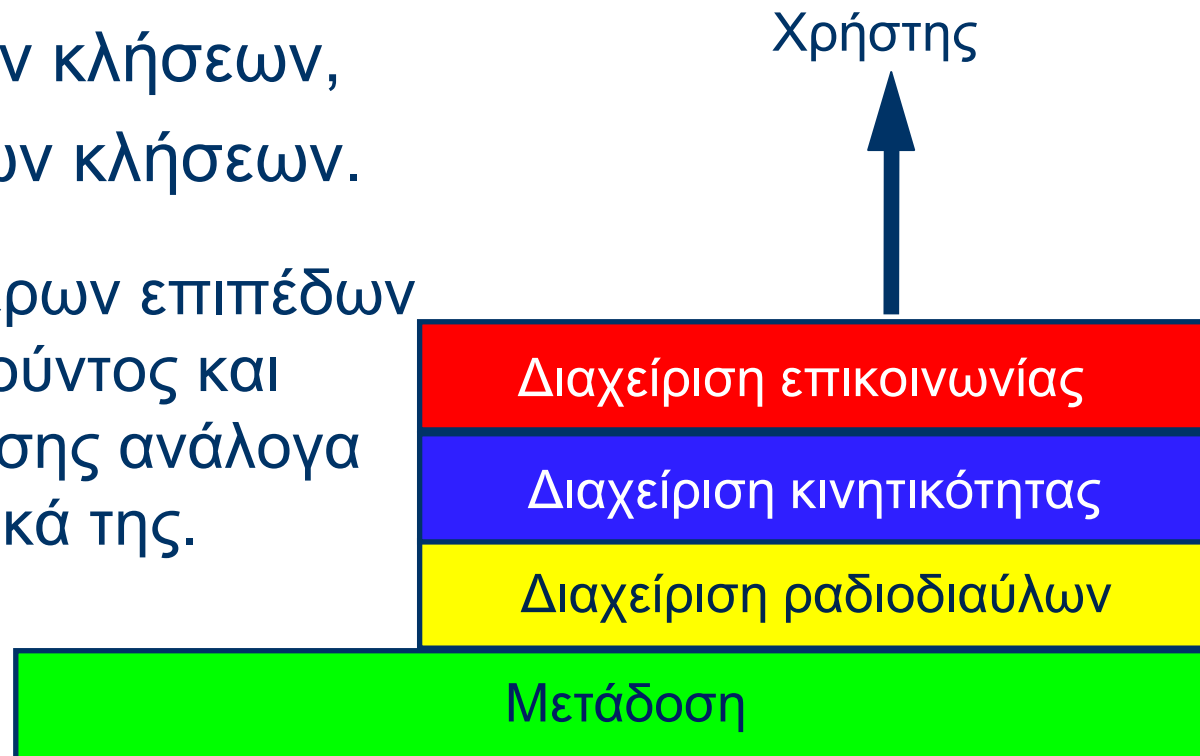 ν κλήσεων,
ων κλήσεων.
ρων επιπέδων
ούντος και
σης ανάλογα
κά της.
Χρήστης
Διαχείριση επικοινωνίας
Διαχείριση κινητικότητας
Διαχείριση ραδιοδιαύλων
Μετάδοση